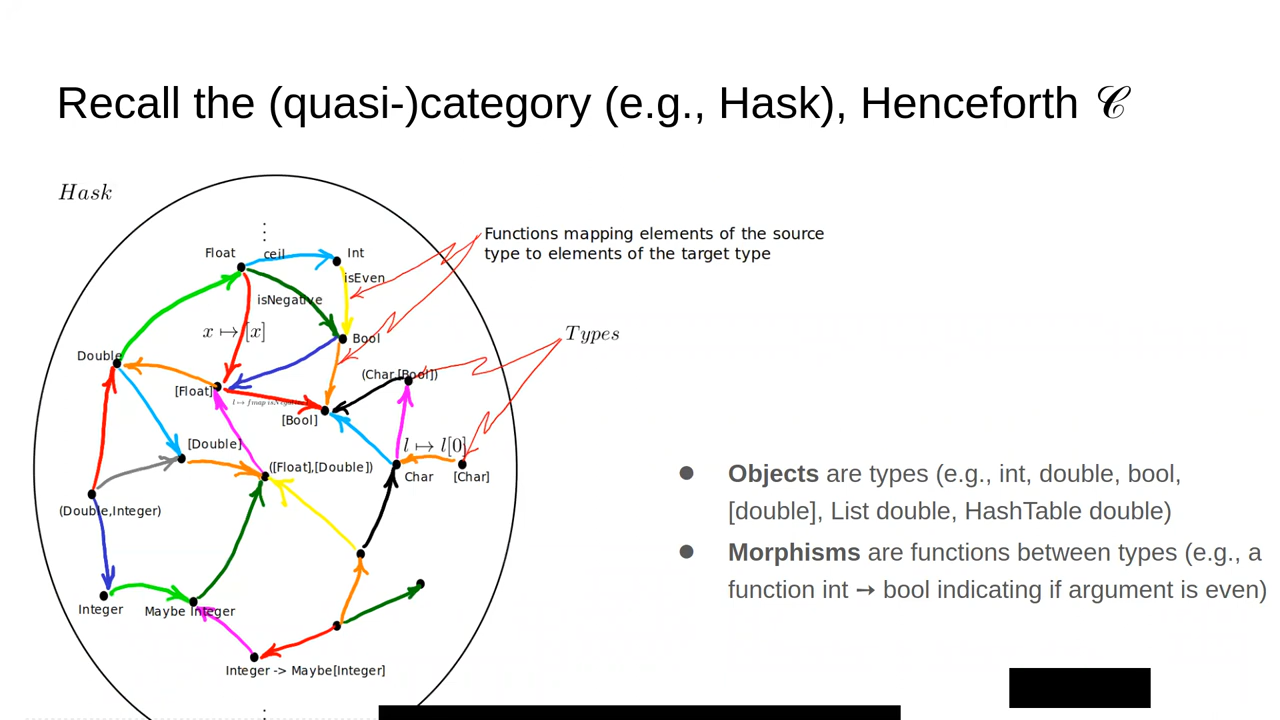 Recall the (quasi-)category (e.g., Hask), Henceforth 𝒞
Hask
Functions mapping elements of the source
type to elements of the target type
Float
ceil
Int
isEven
isNegative
x ↦ [x]
Bool
Types
Double
(Char,[Bool])
[Float]
[Bool]
l ↦ l[0]
[Double]
([Float],[Double])
Char
[Char]
(Double,Integer)
Integer
Maybe Integer
Integer -> Maybe[Integer]
● Objects are types (e.g., int, double, bool,
[double], List double, HashTable double)
● Morphisms are functions between types (e.g., a
function int → bool indicating if argument is even)